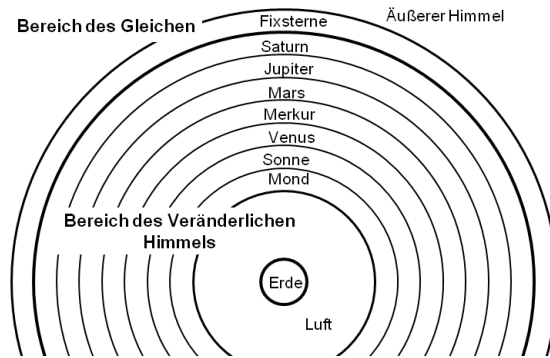 Äußerer Himmel
Bereich des Gleichen
Fixsterne
Saturn
Jupiter
Mars
Merkur
Venus
Sonne
Mond
Bereich des Veränderlichen
Himmels
Erde
Luft